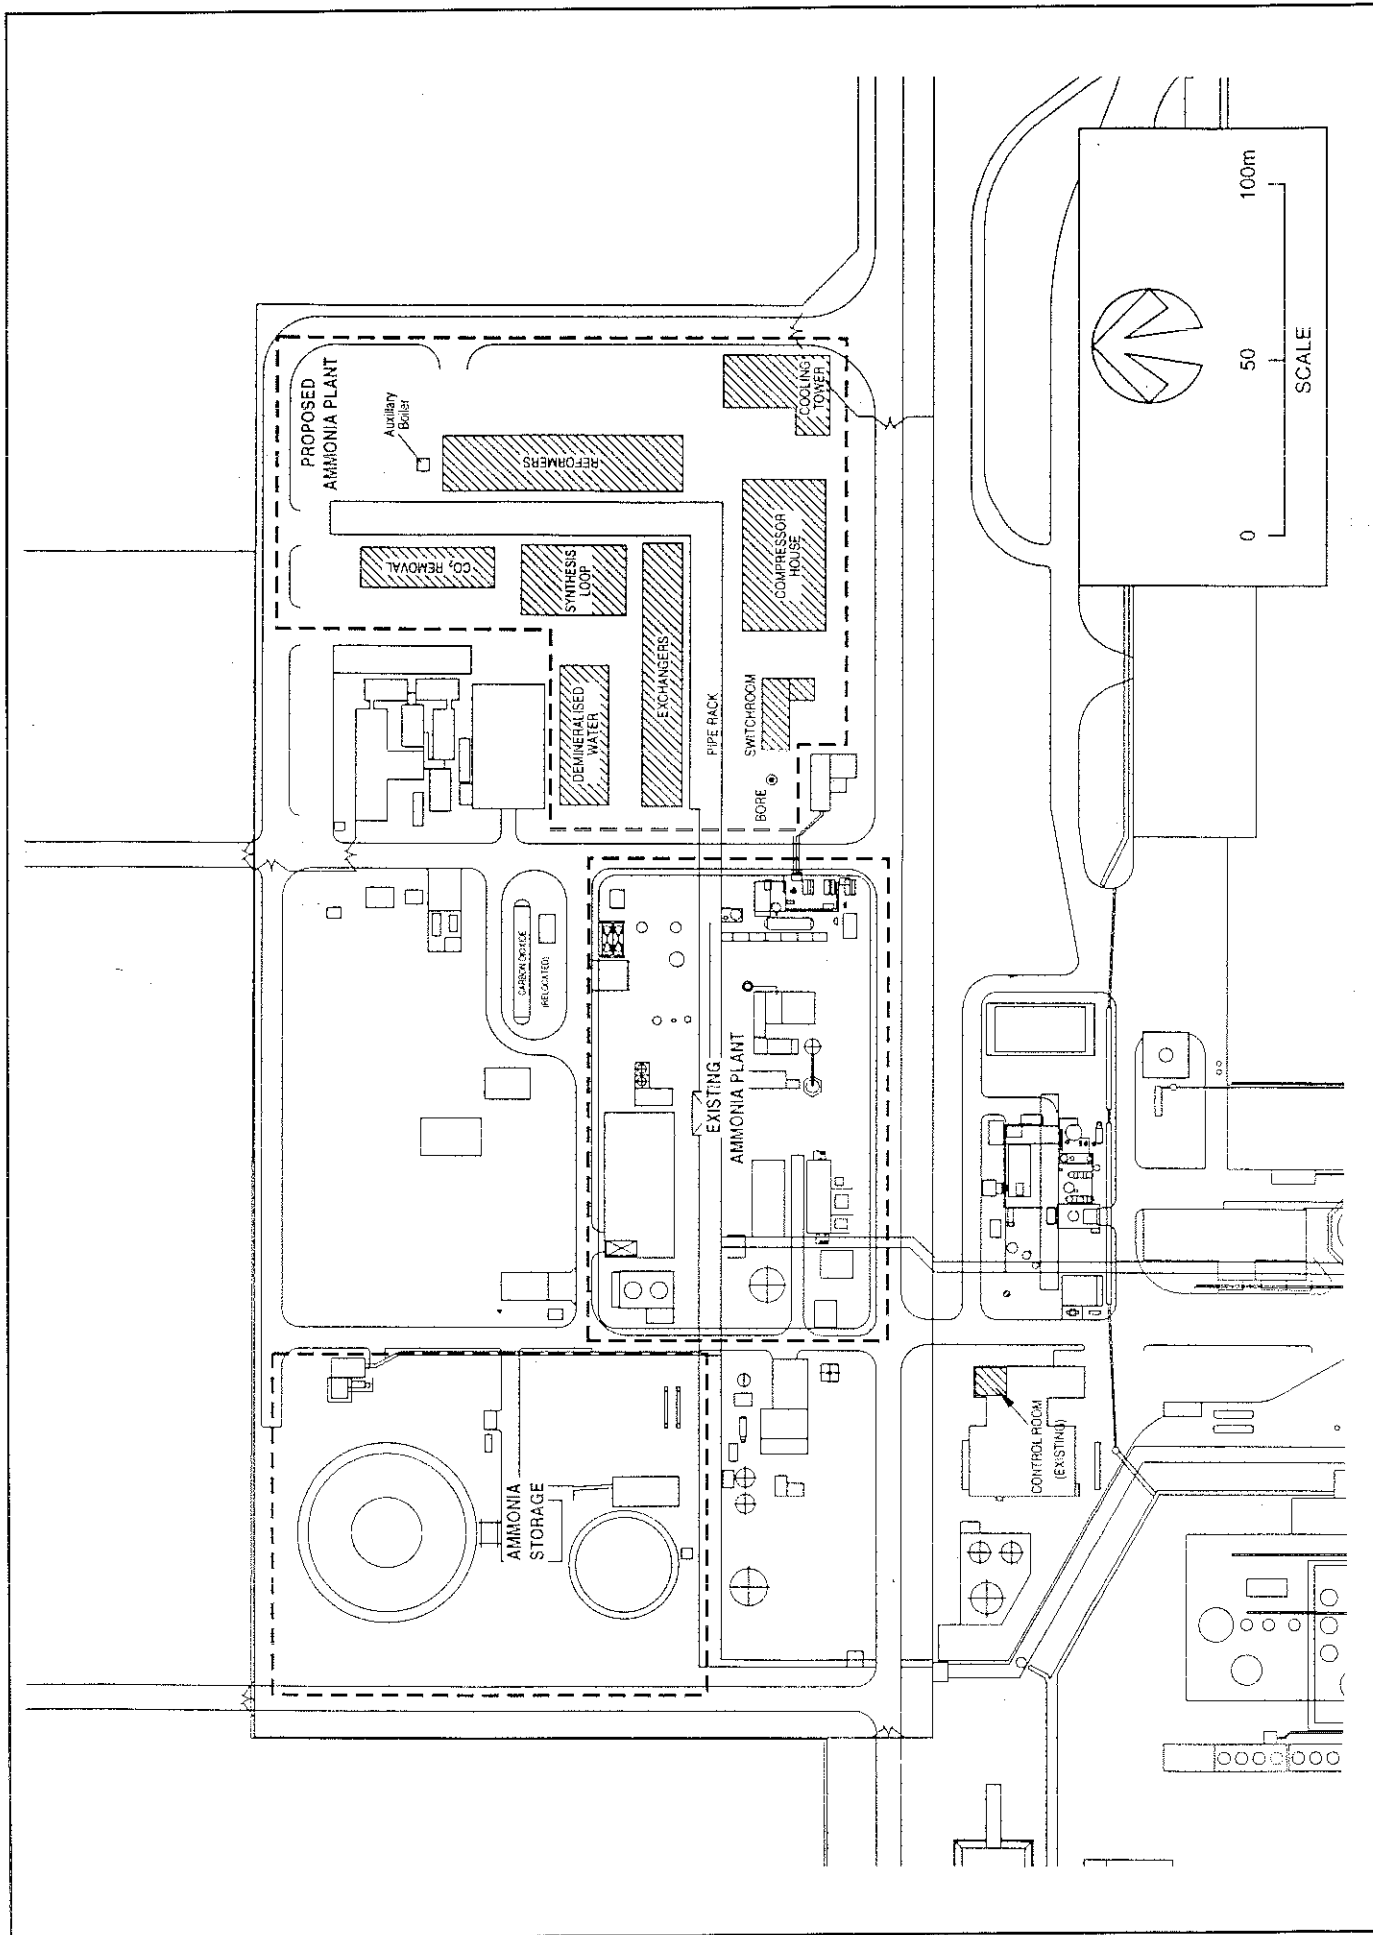 PROPOSED
AMMONIA PLANT
Auxillary
Boiler
REFORMERS
COOLING
TOWER
CO₂ REMOVAL
SYNTHESIS
LOOP
EXCHANGERS
COMPRESSOR
HOUSE
DEMINERALISED
WATER
PIPE RACK
SWITCHROOM
BORE
CARBON DIOXIDE
(RELOCATED)
EXISTING
AMMONIA PLANT
AMMONIA
STORAGE
CONTROL ROOM
(EXISTING)
0
50
100m
SCALE